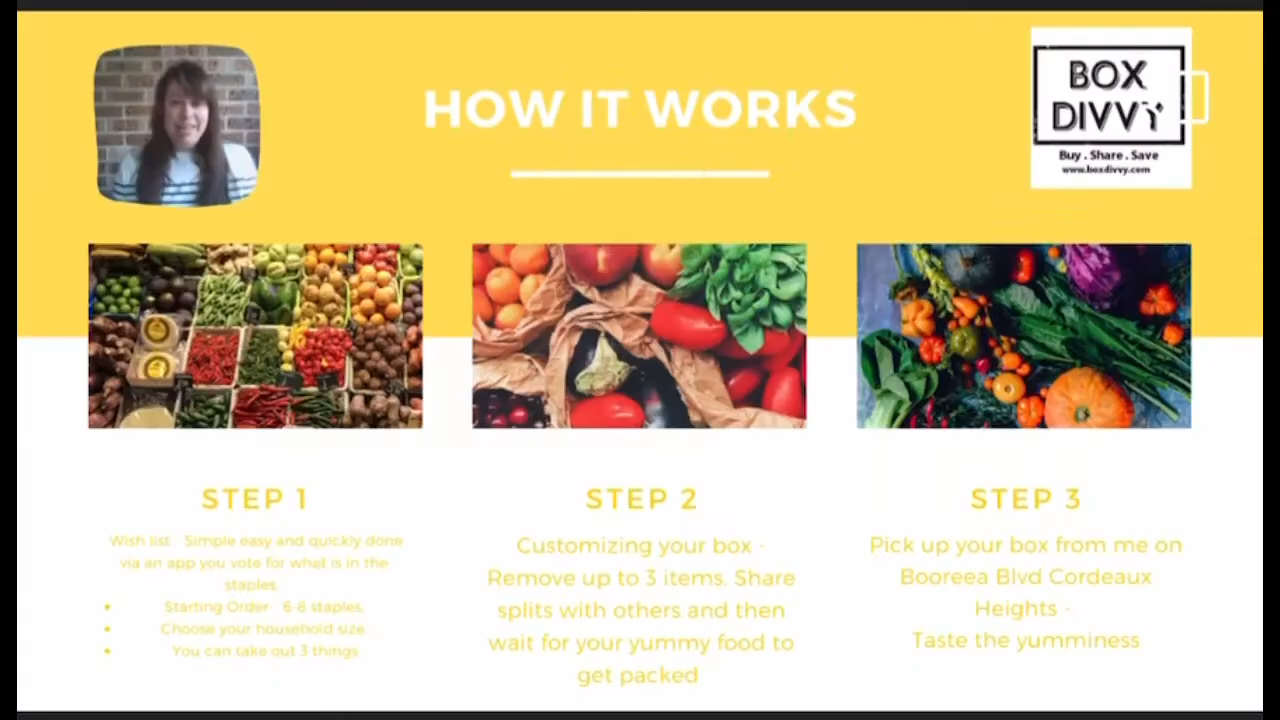 HOW IT WORKS
BOX
DIVVY
Buy . Share . Save
www.boxdivvy.com
STEP 1
Wish list - Simple easy and quickly done
via an app you vote for what is in the
staples.
• Starting Order - 6-8 staples,
• Choose your household size
• You can take out 3 things
STEP 2
Customizing your box -
Remove up to 3 items. Share
splits with others and then
wait for your yummy food to
get packed
STEP 3
Pick up your box from me on
Booreea Blvd Cordeaux
Heights -
Taste the yumminess